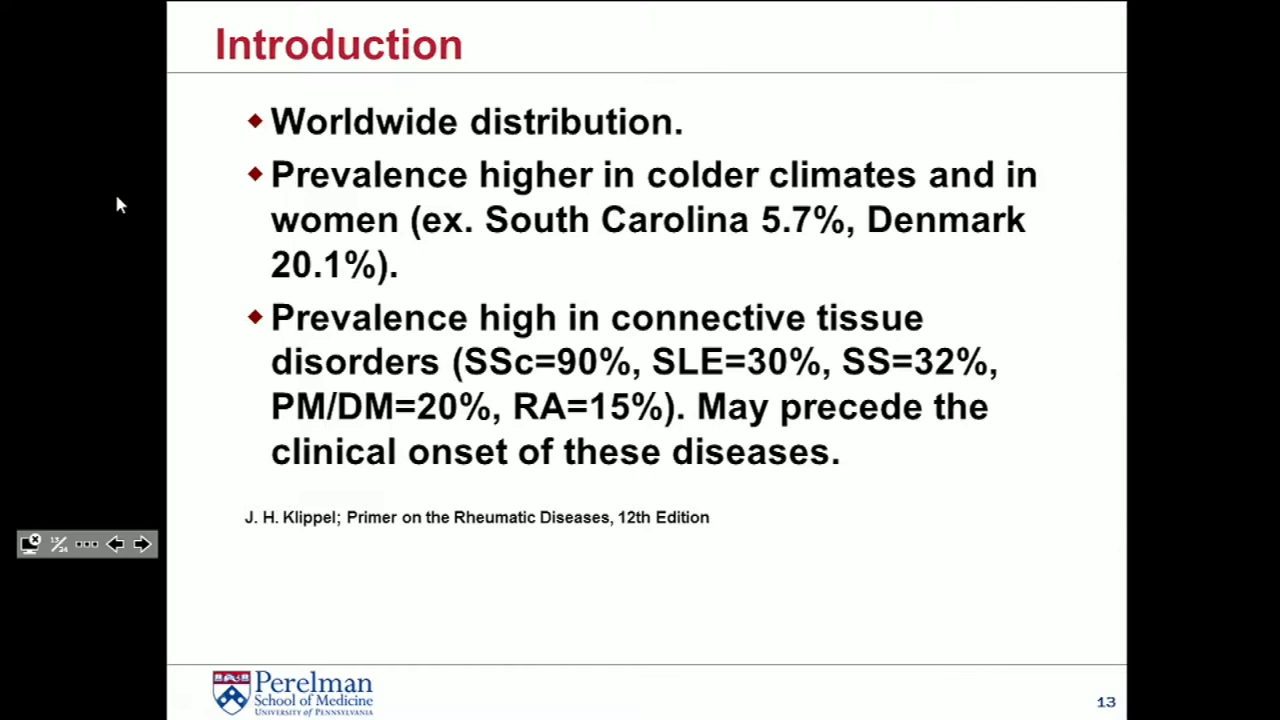 Introduction
Worldwide distribution.
Prevalence higher in colder climates and in
women (ex. South Carolina 5.7%, Denmark
20.1%).
Prevalence high in connective tissue
disorders (SSc=90%, SLE=30%, SS=32%,
PM/DM=20%, RA=15%). May precede the
clinical onset of these diseases.
J. H. Klippel; Primer on the Rheumatic Diseases, 12th Edition
13/24
Perelman
School of Medicine
University of Pennsylvania
13